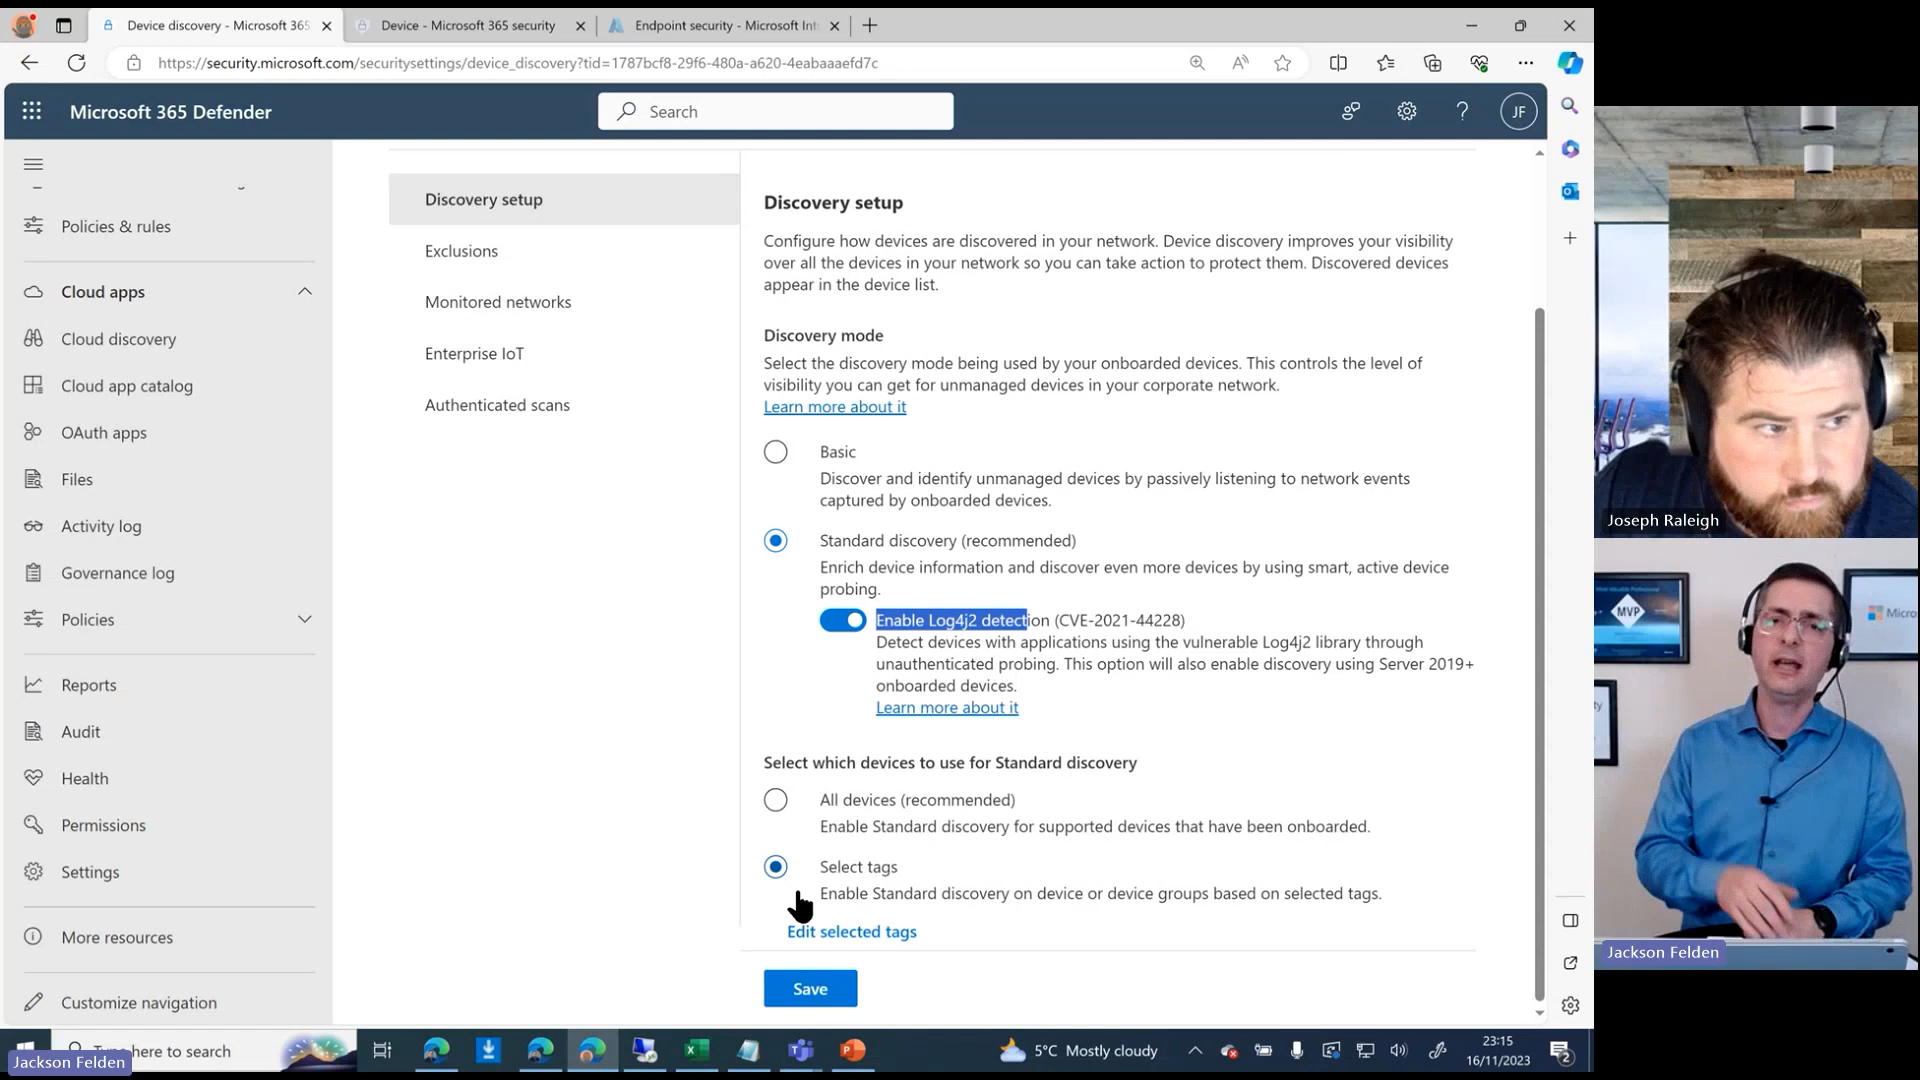 Device discovery - Microsoft 365
Device - Microsoft 365 security
Endpoint security - Microsoft Int
https://security.microsoft.com/securitysettings/device_discovery?tid=1787bcf8-29f6-480a-a620-4eabaaaefd7c
Microsoft 365 Defender
Search
JF
Policies & rules
Cloud apps
Cloud discovery
Cloud app catalog
OAuth apps
Files
Activity log
Governance log
Policies
Reports
Audit
Health
Permissions
Settings
More resources
Customize navigation
Discovery setup
Exclusions
Monitored networks
Enterprise IoT
Authenticated scans
Discovery setup
Configure how devices are discovered in your network. Device discovery improves your visibility
over all the devices in your network so you can take action to protect them. Discovered devices
appear in the device list.
Discovery mode
Select the discovery mode being used by your onboarded devices. This controls the level of
visibility you can get for unmanaged devices in your corporate network.
Learn more about it
Basic
Discover and identify unmanaged devices by passively listening to network events
captured by onboarded devices.
Standard discovery (recommended)
Enrich device information and discover even more devices by using smart, active device
probing.
Enable Log4j2 detection (CVE-2021-44228)
Detect devices with applications using the vulnerable Log4j2 library through
unauthenticated probing. This option will also enable discovery using Server 2019+
onboarded devices.
Learn more about it
Select which devices to use for Standard discovery
All devices (recommended)
Enable Standard discovery for supported devices that have been onboarded.
Select tags
Enable Standard discovery on device or device groups based on selected tags.
Edit selected tags
Save
Joseph Raleigh
MVP
Micros
Jackson Felden
Jackson Felden
here to search
5°C Mostly cloudy
23:15
16/11/2023
2